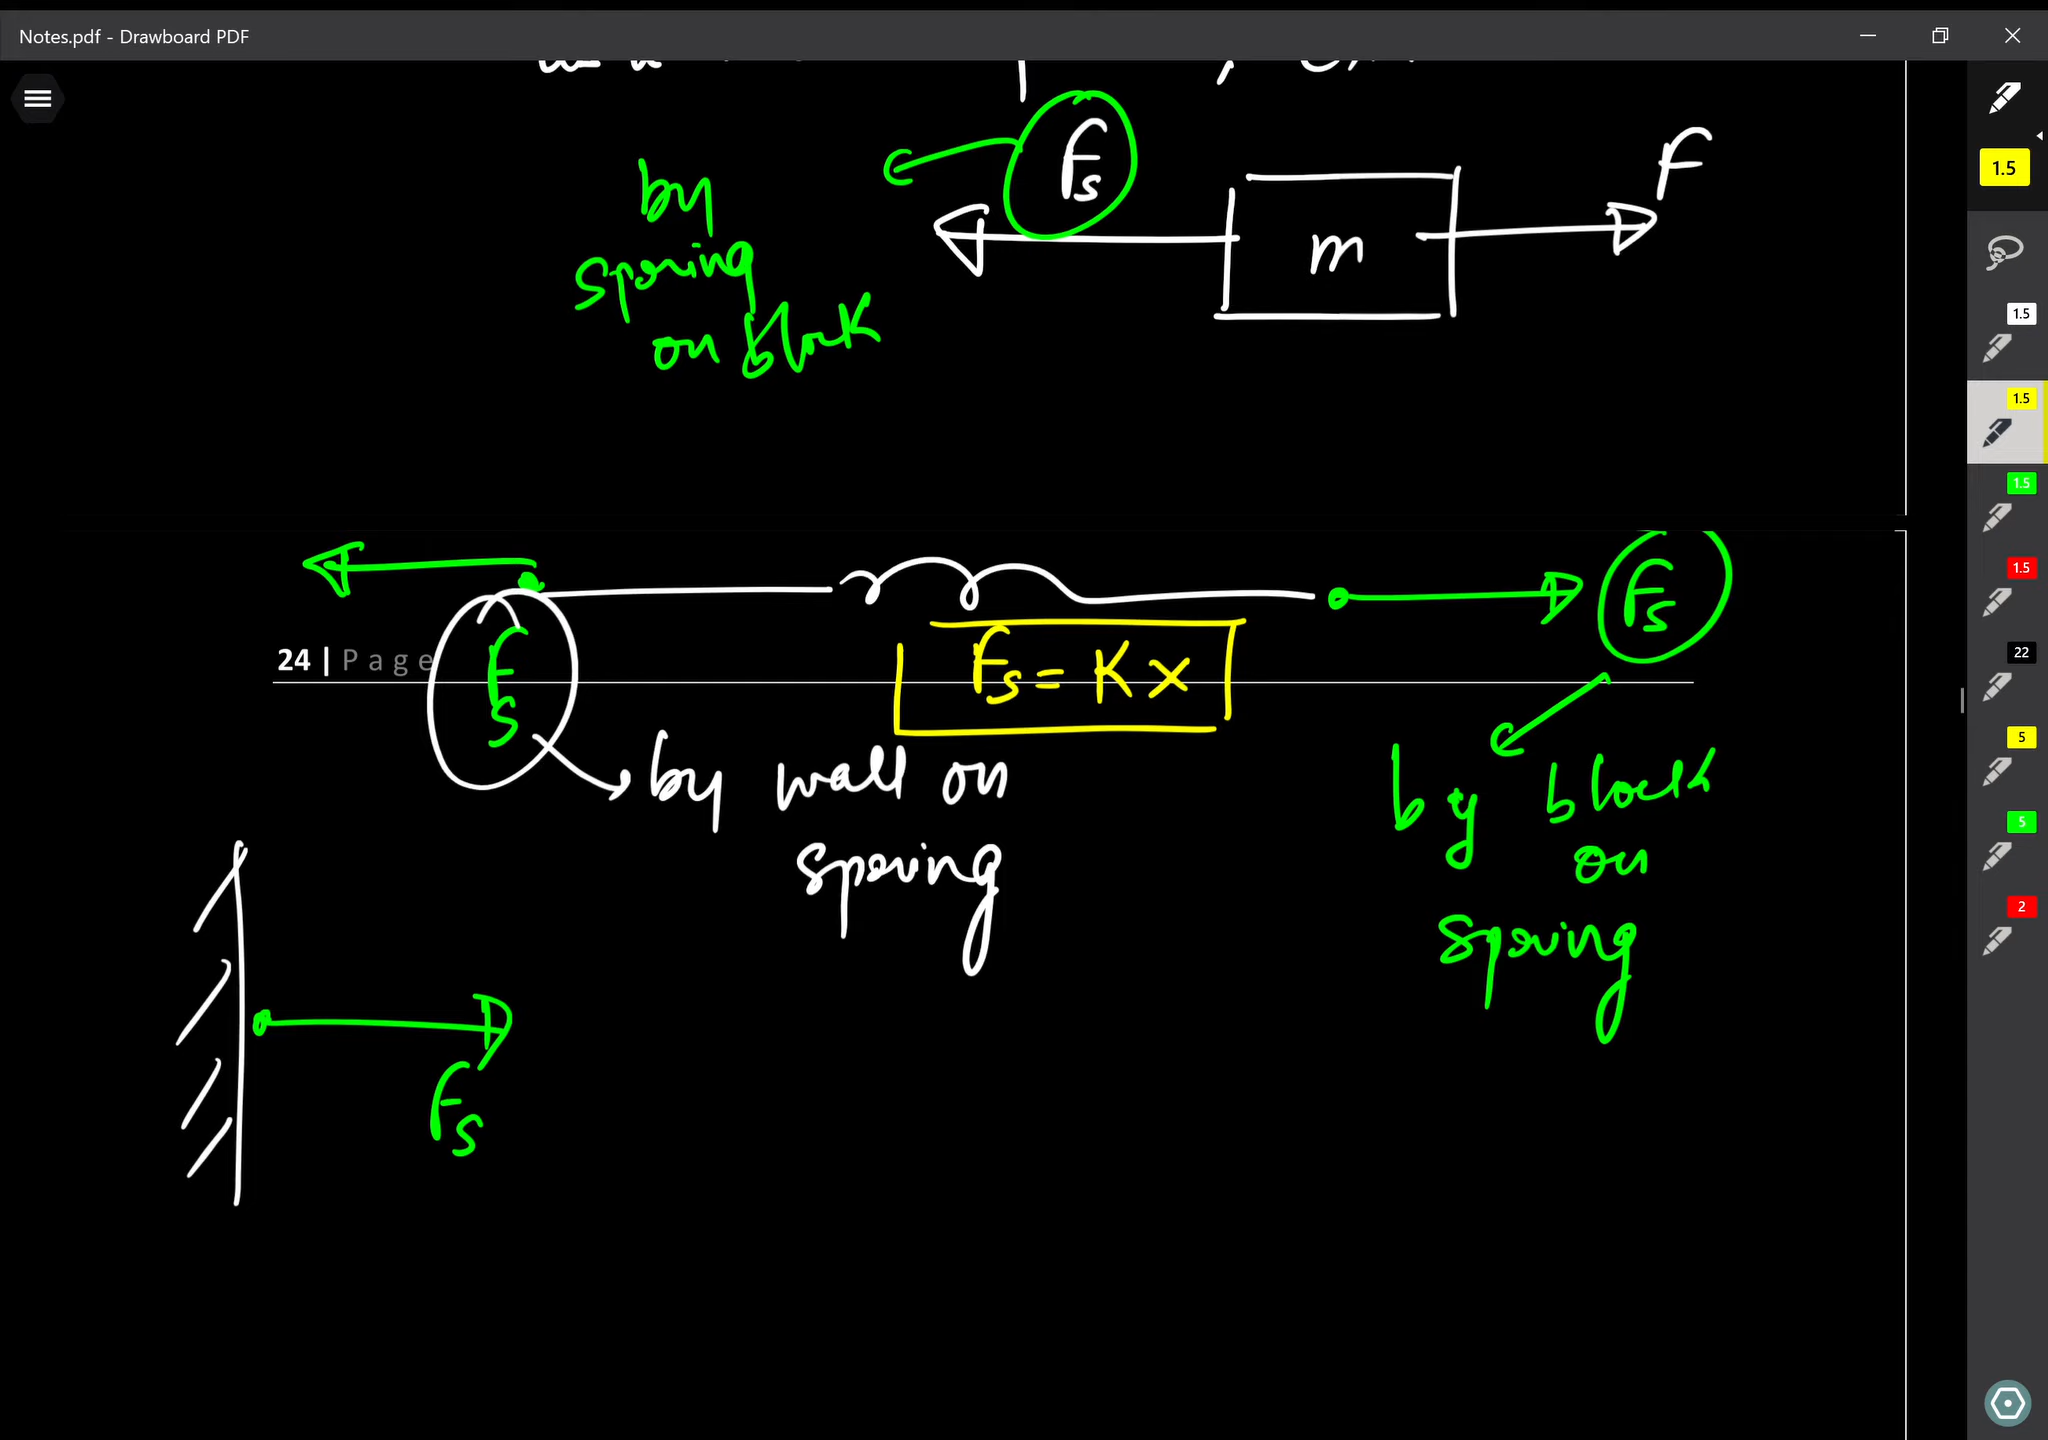 Notes.pdf - Drawboard PDF
Fs
F
by
spring
on block
m
1.5
1.5
1.5
1.5
1.5
22
5
5
2
Fs
24 | Page
Fs
Fs = K x
by wall on
spring
by block
on
spring
Fs